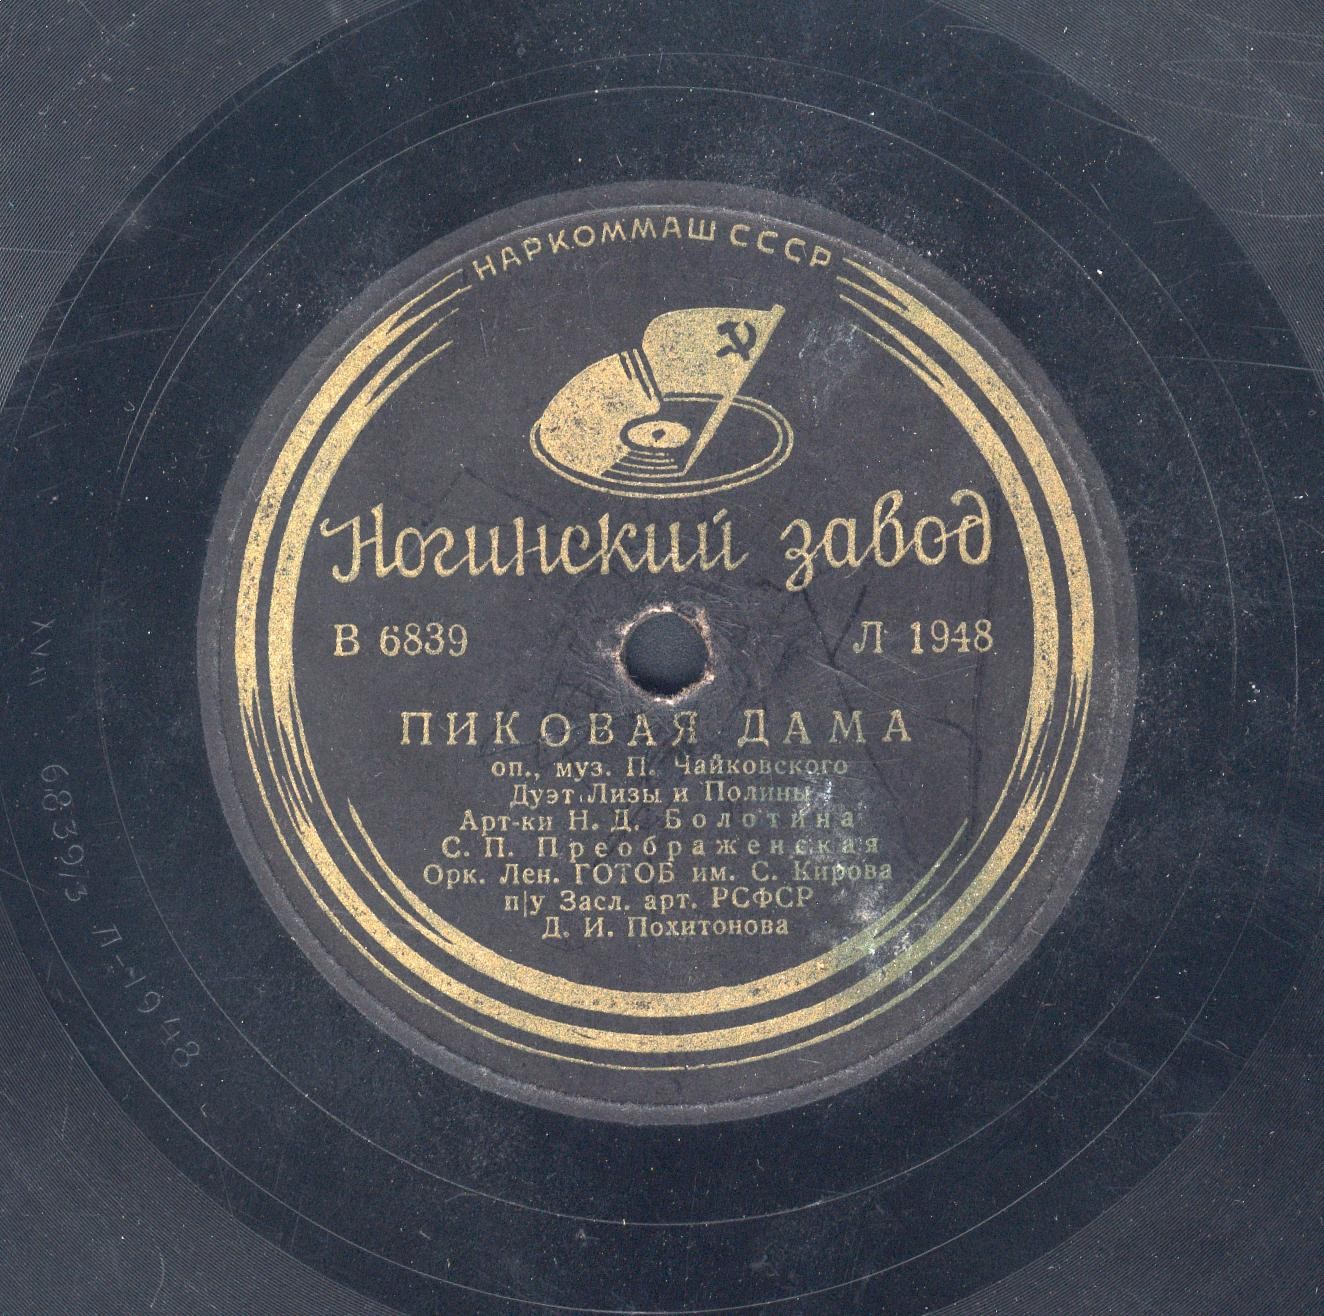 НАРКОММАШ СССР
Ногинский завод
В 6839
Л 1948
ПИКОВАЯ ДАМА
оп., муз. П. Чайковского
Дуэт Лизы и Полины
Арт-ки Н. Д. Болотина
С. П. Преображенская
Орк. Лен. ГОТОБ им. С. Кирова
п/у Засл. арт. РСФСР
Д. И. Похитонова
XVII
6839/3 Л-1948